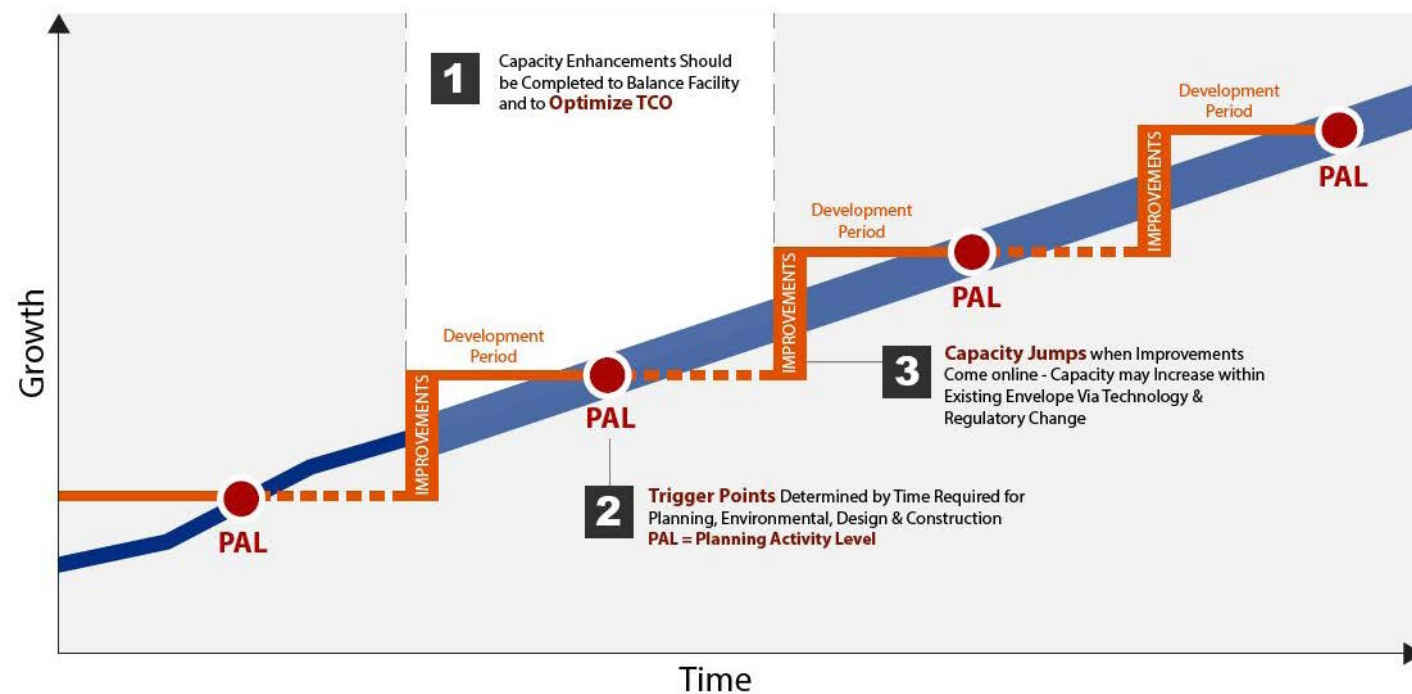 1
Capacity Enhancements Should
be Completed to Balance Facility
and to Optimize TCO
Development
Period
IMPROVEMENTS
PAL
Development
Period
IMPROVEMENTS
PAL
Development
Period
IMPROVEMENTS
PAL
PAL
3
Capacity Jumps when Improvements
Come online - Capacity may Increase within
Existing Envelope Via Technology &
Regulatory Change
2
Trigger Points Determined by Time Required for
Planning, Environmental, Design & Construction
PAL = Planning Activity Level
Growth
Time